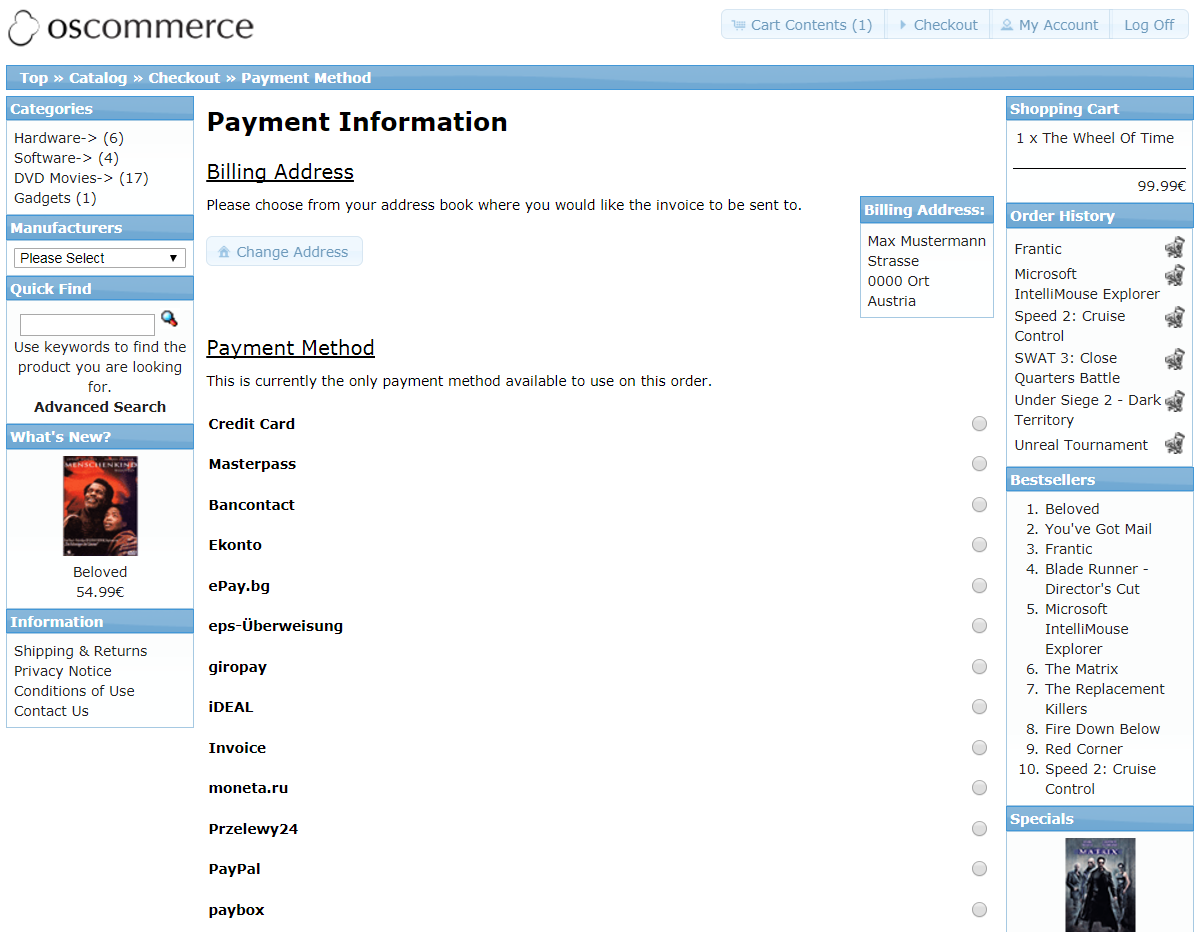 oscommerce
Cart Contents (1) Checkout My Account Log Off
Top » Catalog » Checkout » Payment Method
Categories
Hardware-> (6)
Software-> (4)
DVD Movies-> (17)
Gadgets (1)
Manufacturers
Please Select
Quick Find
Use keywords to find the
product you are looking
for.
Advanced Search
What's New?
MENSCHENKIND
Beloved
54.99€
Information
Shipping & Returns
Privacy Notice
Conditions of Use
Contact Us
Payment Information
Billing Address
Please choose from your address book where you would like the invoice to be sent to.
Change Address
Billing Address:
Max Mustermann
Strasse
0000 Ort
Austria
Payment Method
This is currently the only payment method available to use on this order.
Credit Card
Masterpass
Bancontact
Ekonto
ePay.bg
eps-Überweisung
giropay
iDEAL
Invoice
moneta.ru
Przelewy24
PayPal
paybox
Shopping Cart
1 x The Wheel Of Time
99.99€
Order History
Frantic
Microsoft
IntelliMouse Explorer
Speed 2: Cruise
Control
SWAT 3: Close
Quarters Battle
Under Siege 2 - Dark
Territory
Unreal Tournament
Bestsellers
1. Beloved
2. You've Got Mail
3. Frantic
4. Blade Runner -
Director's Cut
5. Microsoft
IntelliMouse
Explorer
6. The Matrix
7. The Replacement
Killers
8. Fire Down Below
9. Red Corner
10. Speed 2: Cruise
Control
Specials
MATRIX